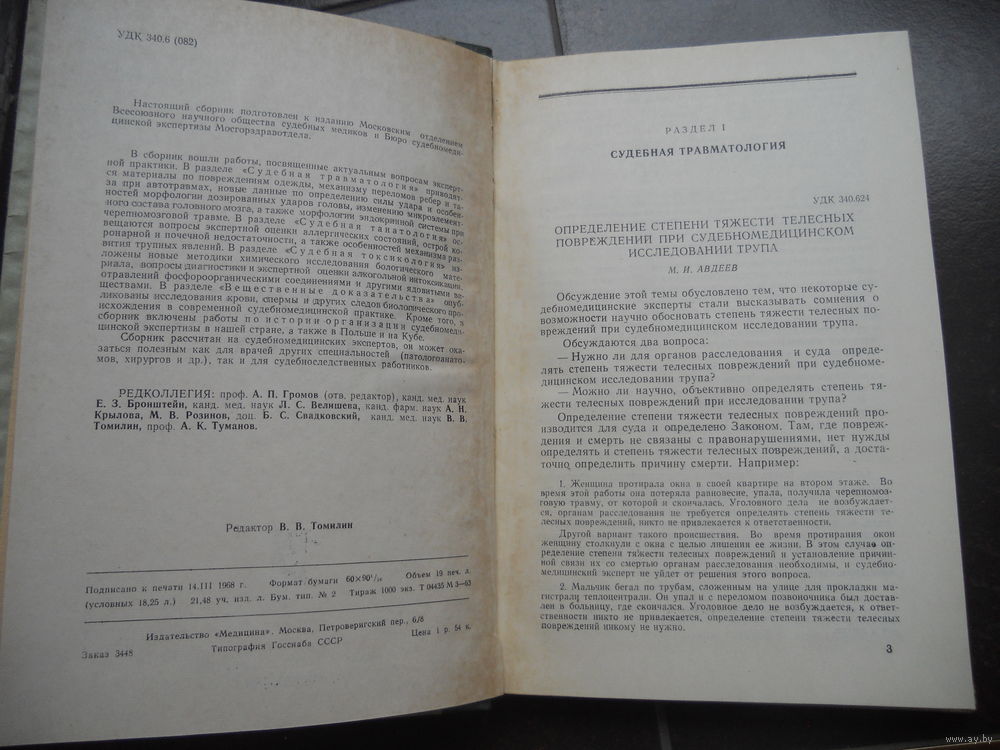 УДК 340.6 (082)
Настоящий сборник подготовлен к изданию Московским отделением
Всесоюзного научного общества судебных медиков и Бюро судебномеди-
цинской экспертизы Мосгорздравотдела.
В сборник вошли работы, посвященные актуальным вопросам эксперт-
ной практики. В разделе «Судебная травматология» приводят-
ся материалы по повреждениям одежды, механизму переломов ребер и та-
за при автотравмах, новые данные по определению силы удара и особен-
ностей морфологии дозированных ударов головы, изменению микроэлемент-
ного состава головного мозга, а также морфологии эндокринной системы при
черепномозговой травме. В разделе «Судебная танатология» ос-
вещаются вопросы экспертной оценки аллергических состояний, острой ко-
ронарной и почечной недостаточности, а также особенностей механизма раз-
вития трупных явлений. В разделе «Судебная токсикология» из-
ложены новые методики химического исследования биологического мате-
риала, вопросы диагностики и экспертной оценки алкогольной интоксикации,
отравлений фосфороорганическими соединениями и другими ядовитыми ве-
ществами. В разделе «Вещественные доказательства» опуб-
ликованы исследования крови, спермы и других следов биологического про-
исхождения в современной судебномедицинской практике. Кроме того, в
сборник включены работы по истории организации судебномеди-
цинской экспертизы в нашей стране, а также в Польше и на Кубе.
Сборник рассчитан на судебномедицинских экспертов, он может ока-
заться полезным как для врачей других специальностей (патологоанато-
мов, хирургов и др.), так и для судебноследственных работников.
РЕДКОЛЛЕГИЯ: проф. А. П. Громов (отв. редактор), канд. мед. наук
Е. З. Бронштейн, канд. мед. наук Л. С. Велишева, канд. фарм. наук А. Н.
Крылова, М. В. Розинов, доц. Б. С. Свадковский, канд. мед. наук В. В.
Томилин, проф. А. К. Туманов.
Редактор В. В. Томилин
Подписано к печати 14.III 1968 г. Формат бумаги 60×90¹/₁₆ Объем 19 печ. л.
(условных 18,25 л.) 21,48 уч. изд. л. Бум. тип. № 2 Тираж 1000 экз. Т 04435 М 3—63
Издательство «Медицина». Москва, Петроверигский пер., 6/8
Заказ 3448 Типография Госснаба СССР Цена 1 р. 54 к.
РАЗДЕЛ I
СУДЕБНАЯ ТРАВМАТОЛОГИЯ
УДК 340.624
ОПРЕДЕЛЕНИЕ СТЕПЕНИ ТЯЖЕСТИ ТЕЛЕСНЫХ
ПОВРЕЖДЕНИЙ ПРИ СУДЕБНОМЕДИЦИНСКОМ
ИССЛЕДОВАНИИ ТРУПА
М. И. АВДЕЕВ
Обсуждение этой темы обусловлено тем, что некоторые су-
дебномедицинские эксперты стали высказывать сомнения о
возможности научно обосновать степень тяжести телесных по-
вреждений при судебномедицинском исследовании трупа.
Обсуждаются два вопроса:
— Нужно ли для органов расследования и суда опреде-
лять степень тяжести телесных повреждений при судебноме-
дицинском исследовании трупа?
— Можно ли научно, объективно определять степень тя-
жести телесных повреждений при исследовании трупа?
Определение степени тяжести телесных повреждений про-
изводится для суда и определено Законом. Там, где повреж-
дения и смерть не связаны с правонарушениями, нет нужды
определять и степень тяжести телесных повреждений, а доста-
точно определить причину смерти. Например:
1. Женщина протирала окна в своей квартире на втором этаже. Во
время этой работы она потеряла равновесие, упала, получила черепномоз-
говую травму, от которой и скончалась. Уголовного дела не возбуждает-
ся, органам расследования не требуется определять степень тяжести те-
лесных повреждений, никто не привлекается к ответственности.
Другой вариант такого происшествия. Во время протирания окон
женщину столкнули с окна с целью лишения ее жизни. В этом случае оп-
ределение степени тяжести телесных повреждений и установление причин-
ной связи их со смертью органам расследования необходимы, и судебно-
медицинский эксперт не уйдет от решения этого вопроса.
2. Мальчик бегал по трубам, сложенным на улице для прокладки ма-
гистрали теплоцентрали. Он упал и с переломом позвоночника был достав-
лен в больницу, где скончался. Уголовное дело не возбуждается, к ответ-
ственности никто не привлекается, определение степени тяжести телесных
повреждений никому не нужно.
3
www.ay.by